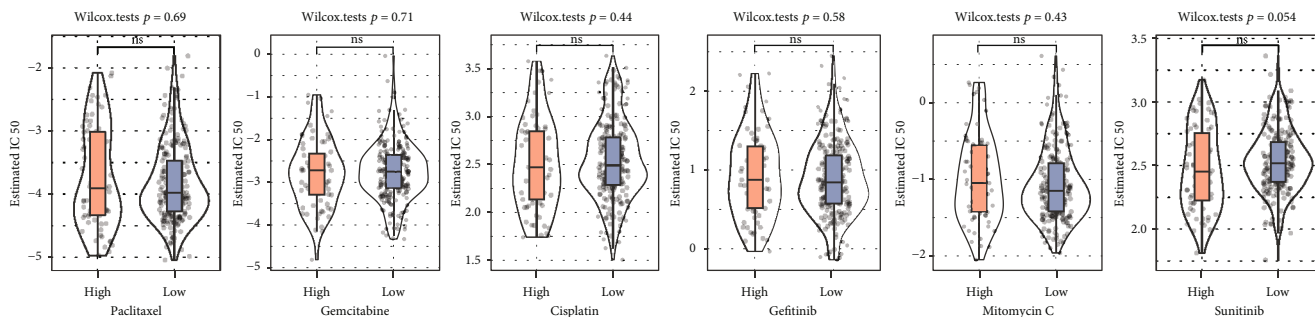 Wilcox.tests p = 0.69
ns
Estimated IC 50
−2
−3
−4
−5
High
Low
Paclitaxel
Wilcox.tests p = 0.71
ns
Estimated IC 50
0
−1
−2
−3
−4
−5
High
Low
Gemcitabine
Wilcox.tests p = 0.44
ns
Estimated IC 50
3.5
3.0
2.5
2.0
1.5
High
Low
Cisplatin
Wilcox.tests p = 0.58
ns
Estimated IC 50
2
1
0
High
Low
Gefitinib
Wilcox.tests p = 0.43
ns
Estimated IC 50
0
−1
−2
High
Low
Mitomycin C
Wilcox.tests p = 0.054
ns
Estimated IC 50
3.5
3.0
2.5
2.0
High
Low
Sunitinib